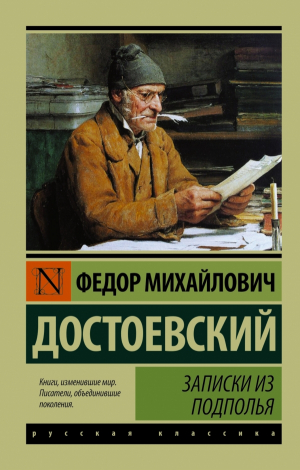 N
ФЕДОР МИХАЙЛОВИЧ
ДОСТОЕВСКИЙ
Книги, изменившие мир.
Писатели, объединившие
поколения.
ЗАПИСКИ ИЗ
ПОДПОЛЬЯ
русская классика